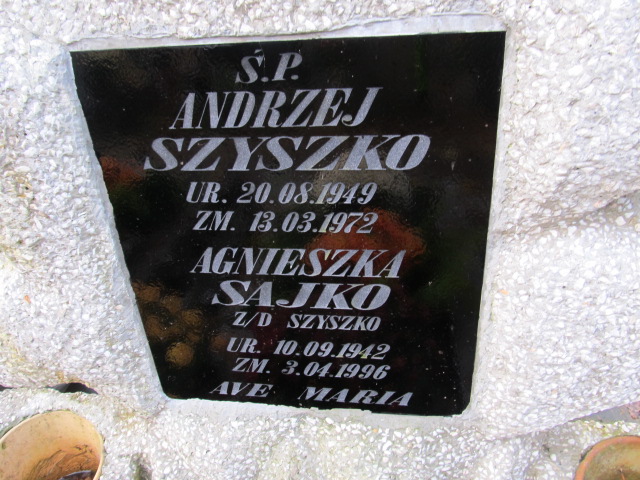 Ś.P.
ANDRZEJ
SZYSZKO
UR. 20.08.1949
ZM. 13.03.1972
AGNIESZKA
SAJKO
Z/D SZYSZKO
UR. 10.09.1942
ZM. 3.04.1996
AVE MARIA